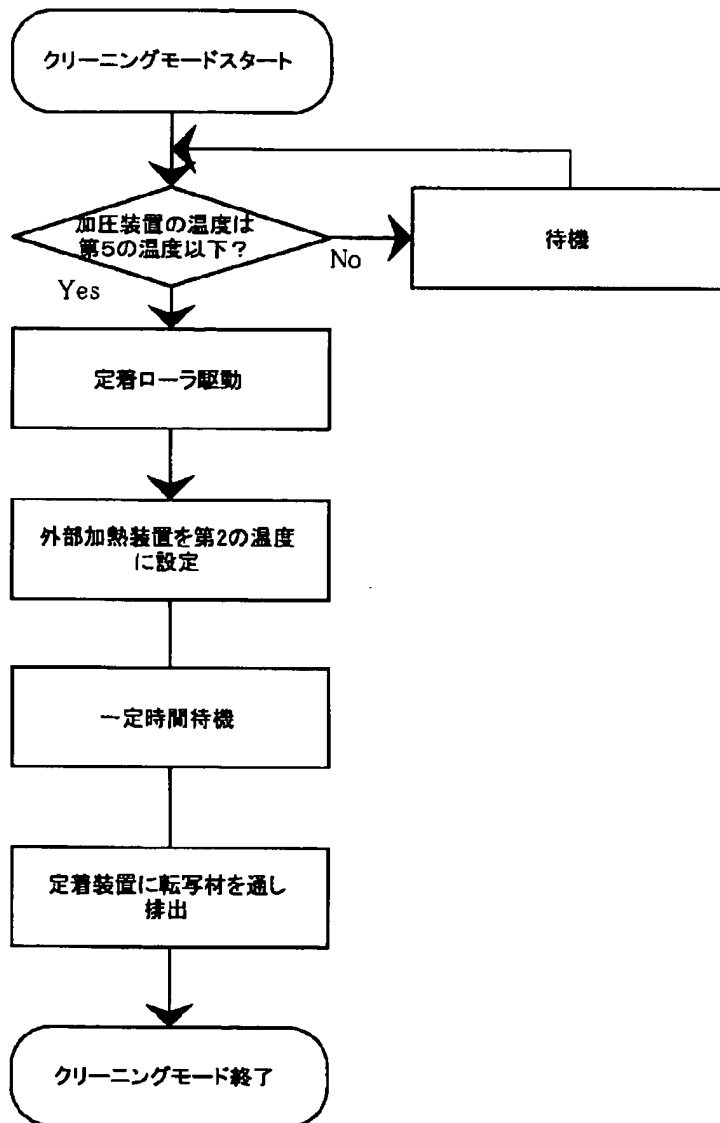 クリーニングモードスタート
加圧装置の温度は
第5の温度以下？
No
待機
Yes
定着ローラ駆動
外部加熱装置を第2の温度
に設定
一定時間待機
定着装置に転写材を通し
排出
クリーニングモード終了